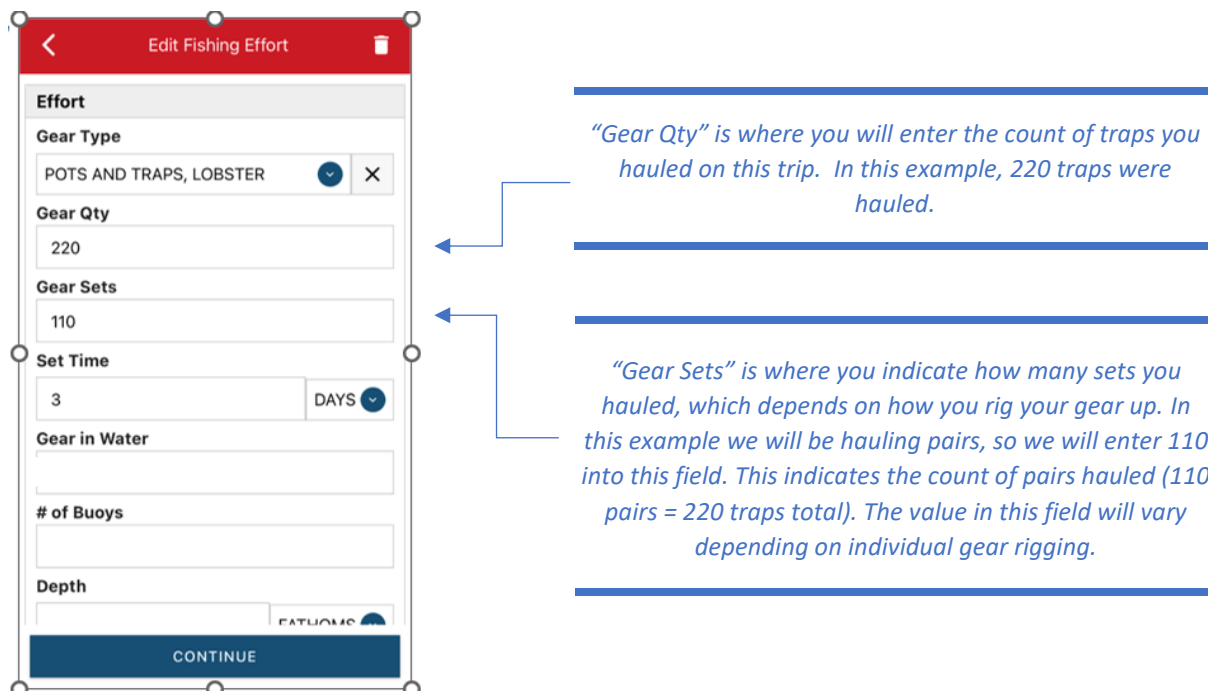 Edit Fishing Effort
Effort
Gear Type
POTS AND TRAPS, LOBSTER
Gear Qty
220
Gear Sets
110
Set Time
3
DAYS
Gear in Water
# of Buoys
Depth
FATHOMS
CONTINUE
“Gear Qty” is where you will enter the count of traps you
hauled on this trip.  In this example, 220 traps were
hauled.
“Gear Sets” is where you indicate how many sets you
hauled, which depends on how you rig your gear up. In
this example we will be hauling pairs, so we will enter 110
into this field. This indicates the count of pairs hauled (110
pairs = 220 traps total). The value in this field will vary
depending on individual gear rigging.